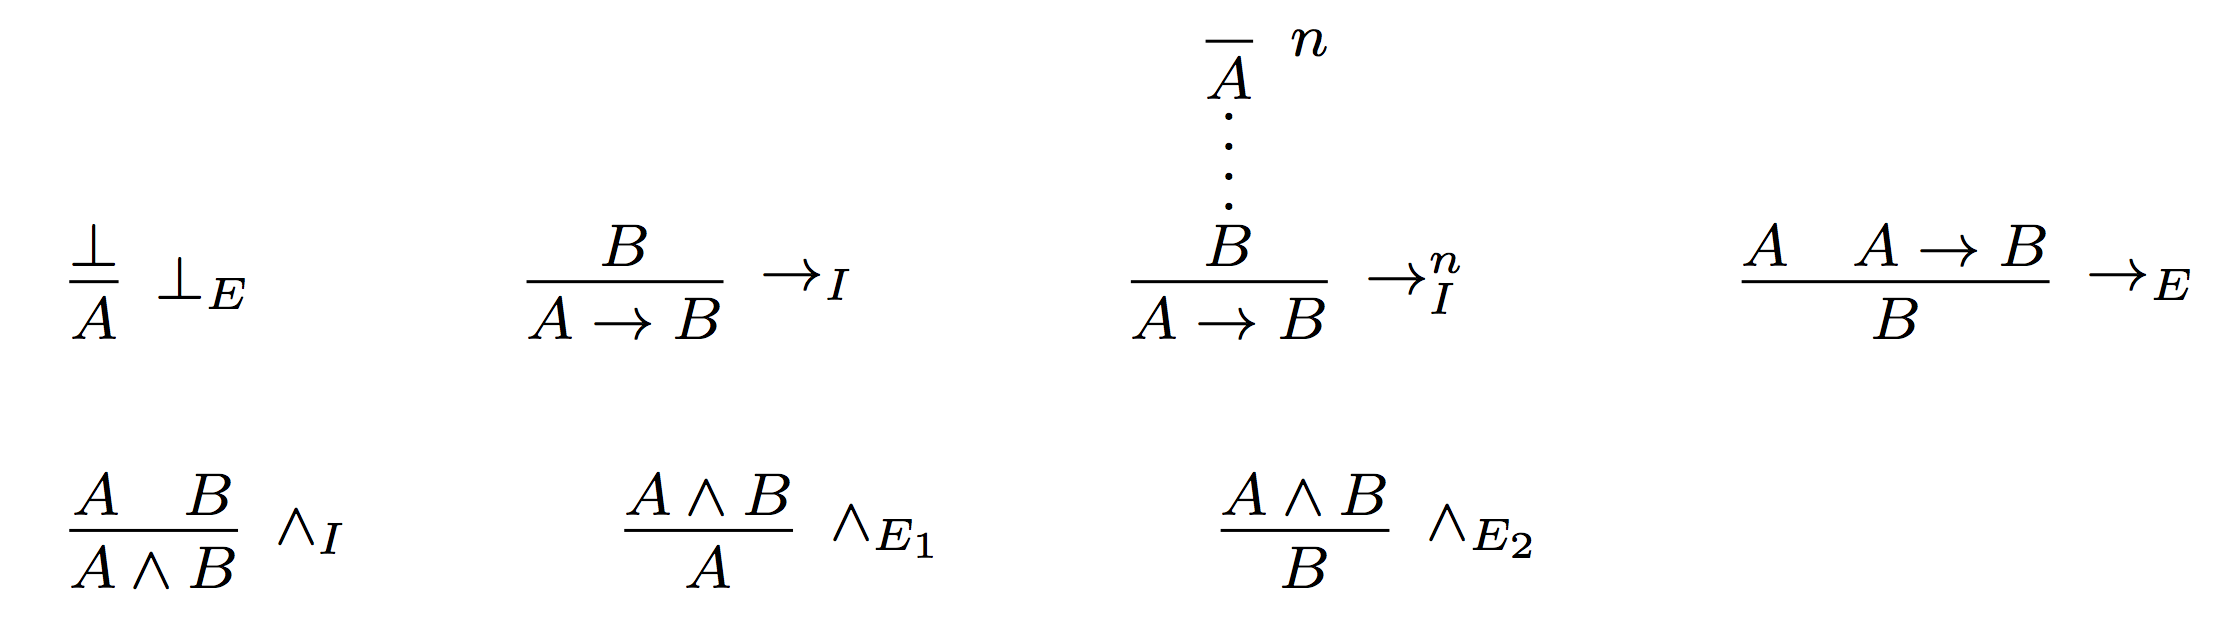 ‾A n
⋮
⊥ B B A A → B
A ⊥_E A → B →_I A → B →_I^n B →_E
A B A ∧ B A ∧ B
A ∧ B ∧_I A ∧_{E_1} B ∧_{E_2}